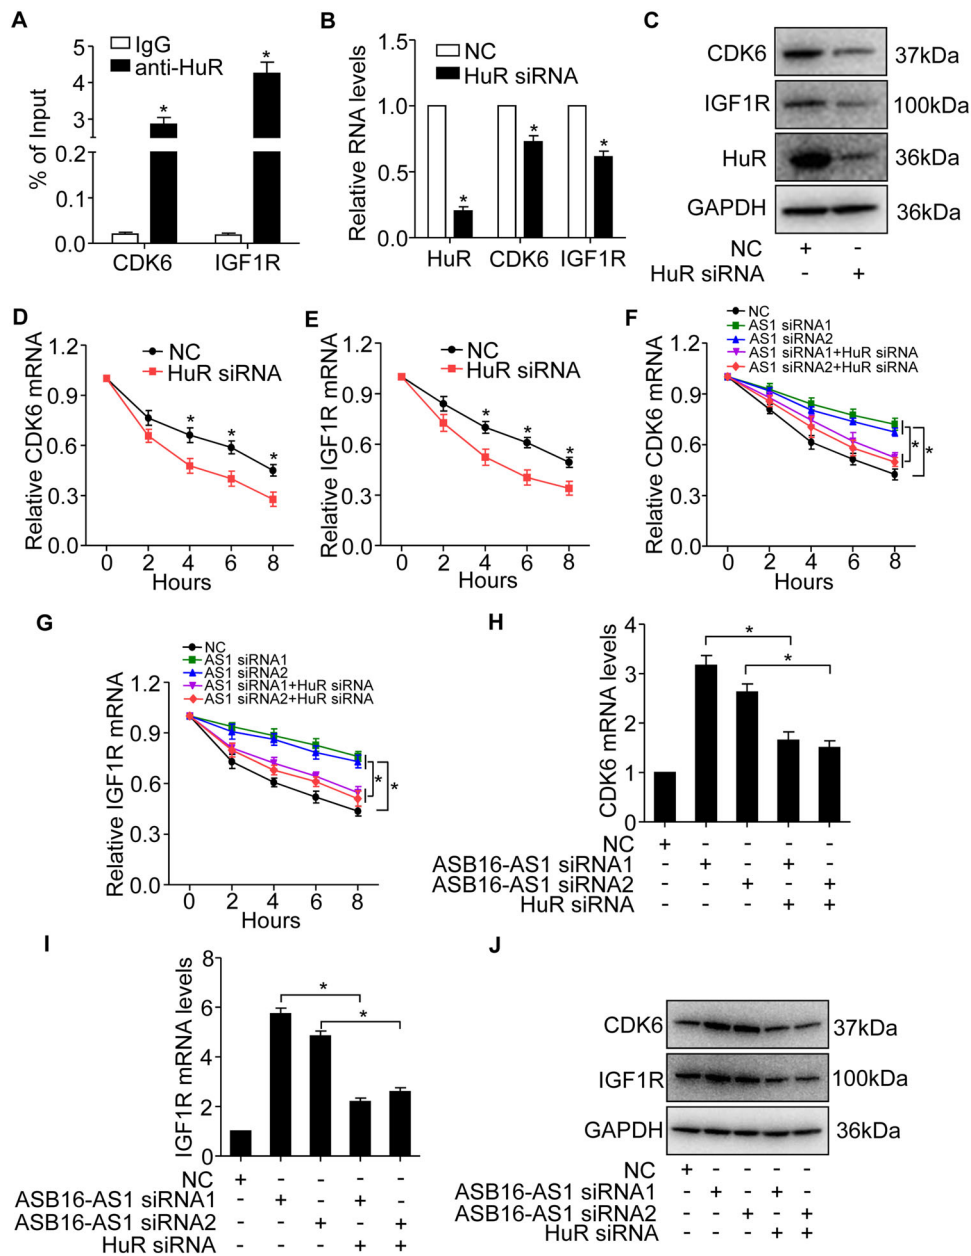 A
IgG
anti-HuR
% of Input
5
4
3
0.2
0.1
0.0
*
*
CDK6 IGF1R
B
NC
HuR siRNA
Relative RNA levels
1.5
1.0
0.5
0.0
*
*
*
HuR CDK6 IGF1R
C
CDK6 37kDa
IGF1R 100kDa
HuR 36kDa
GAPDH 36kDa
NC + -
HuR siRNA - +
D
NC
HuR siRNA
Relative CDK6 mRNA
1.2
0.9
0.6
0.3
0.0
* * *
0 2 4 6 8
Hours
E
NC
HuR siRNA
Relative IGF1R mRNA
1.2
0.9
0.6
0.3
0.0
* * *
0 2 4 6 8
Hours
F
NC
AS1 siRNA1
AS1 siRNA2
AS1 siRNA1+HuR siRNA
AS1 siRNA2+HuR siRNA
Relative CDK6 mRNA
1.2
0.9
0.6
0.3
0.0
* *
0 2 4 6 8
Hours
G
NC
AS1 siRNA1
AS1 siRNA2
AS1 siRNA1+HuR siRNA
AS1 siRNA2+HuR siRNA
Relative IGF1R mRNA
1.2
0.9
0.6
0.3
0.0
* *
0 2 4 6 8
Hours
H
CDK6 mRNA levels
4
3
2
1
0
*
*
NC + - - - -
ASB16-AS1 siRNA1 - + - + -
ASB16-AS1 siRNA2 - - + - +
HuR siRNA - - - + +
I
IGF1R mRNA levels
8
6
4
2
0
*
*
NC + - - - -
ASB16-AS1 siRNA1 - + - + -
ASB16-AS1 siRNA2 - - + - +
HuR siRNA - - - + +
J
CDK6 37kDa
IGF1R 100kDa
GAPDH 36kDa
NC + - - - -
ASB16-AS1 siRNA1 - + - + -
ASB16-AS1 siRNA2 - - + - +
HuR siRNA - - - + +